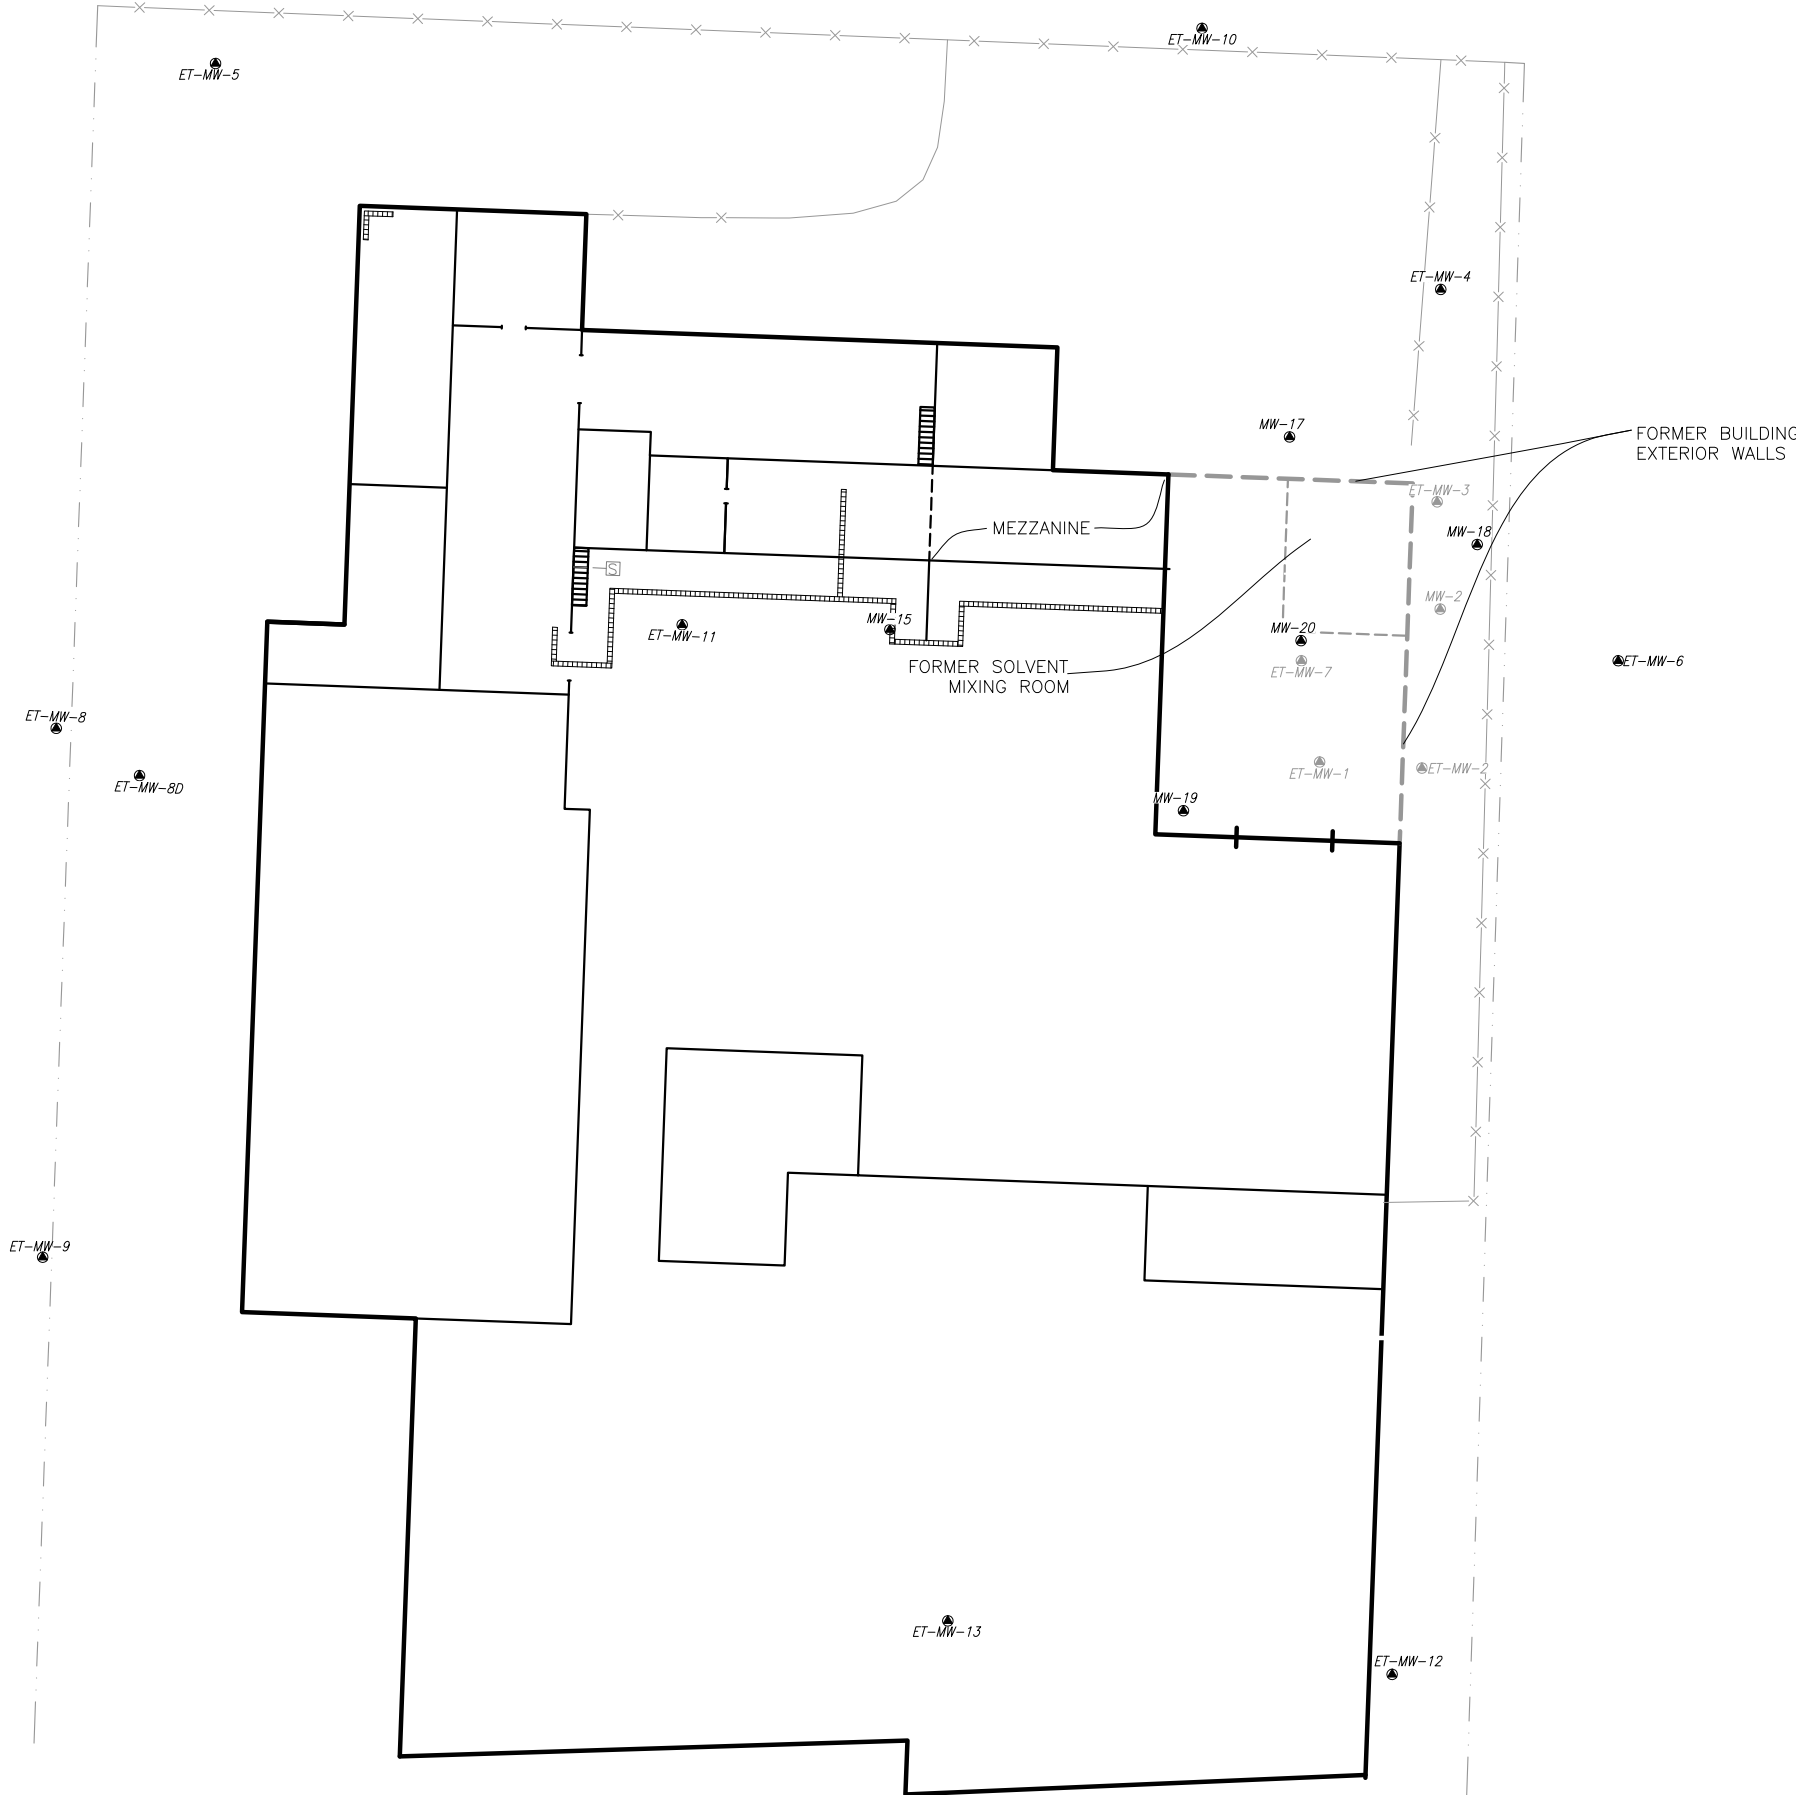 ET-MW-10
ET-MW-5
ET-MW-4
MW-17
FORMER BUILDING
EXTERIOR WALLS
ET-MW-3
MW-18
MEZZANINE
S
MW-2
MW-15
ET-MW-11
MW-20
FORMER SOLVENT
MIXING ROOM
ET-MW-7
ET-MW-6
ET-MW-8
ET-MW-8D
ET-MW-1
ET-MW-2
MW-19
ET-MW-9
ET-MW-13
ET-MW-12